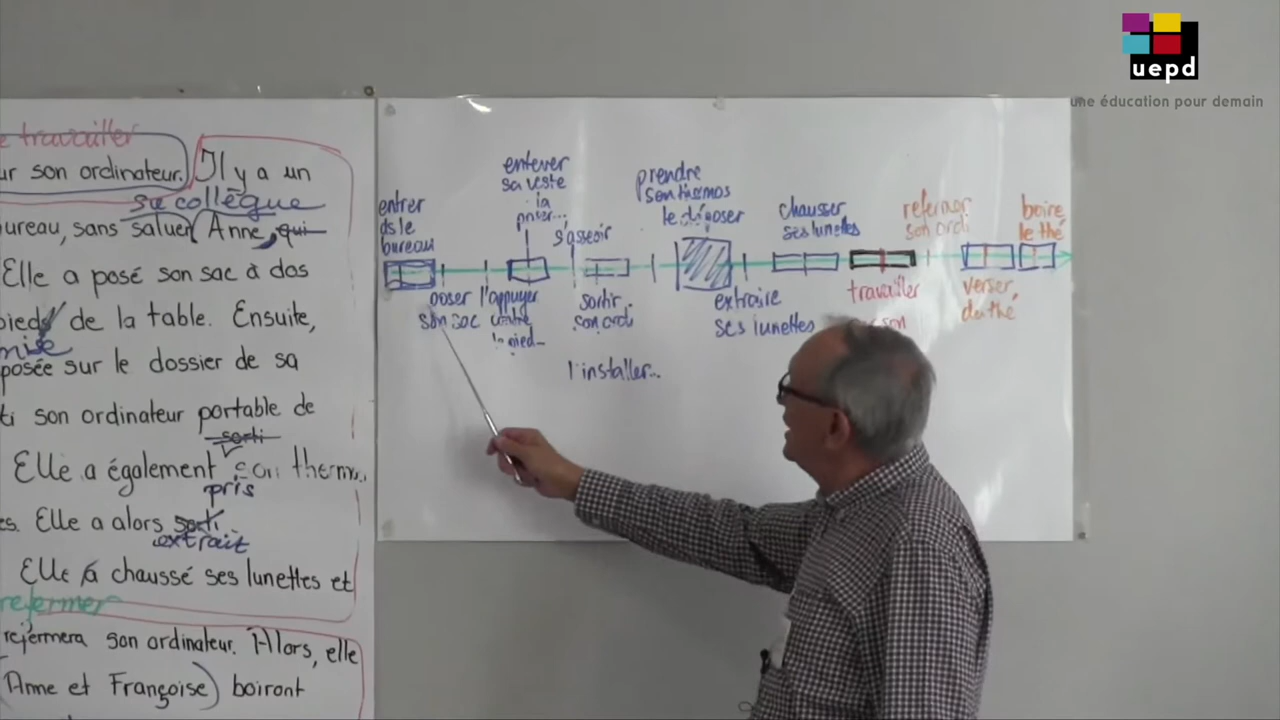 uepd
une éducation pour demain
e travailler
ur son ordinateur. Il y a un
sa collègue
ureau, sans saluer Anne, qui
Elle a posé son sac à dos
pied de la table. Ensuite,
mise
posée sur le dossier de sa
ti son ordinateur portable de
sorti
Elle a également son thermo
pris
es. Elle a alors sorti
extrait
Elle a chaussé ses lunettes et
refermer
refermera son ordinateur. Alors, elle
(Anne et Françoise) boiront
entrer
ds le
bureau
poser
son sac
l'appuyer
contre
le pied...
enlever
sa veste
la
s'asseoir
sortir
son ordi
l'installer...
prendre
son thermos
le déposer
extraire
ses lunettes
chausser
ses lunettes
travailler
son
refermer
son ordi
verser
du thé
boire
le thé